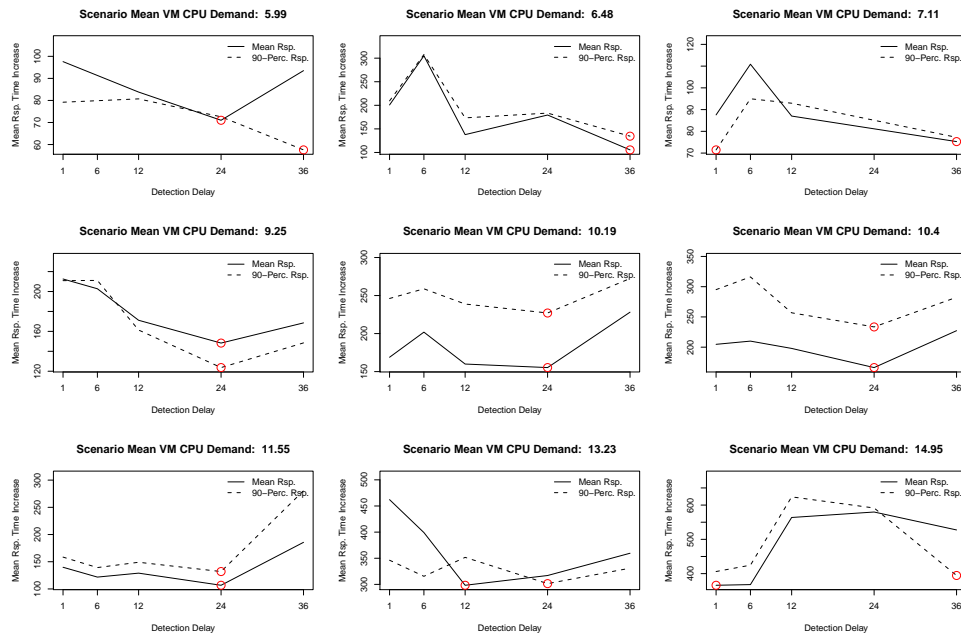 Scenario Mean VM CPU Demand: 5.99
Mean Rsp.
90−Perc. Rsp.
Mean Rsp. Time Increase
60 70 80 90 100
1 6 12 24 36
Detection Delay
Scenario Mean VM CPU Demand: 6.48
Mean Rsp.
90−Perc. Rsp.
Mean Rsp. Time Increase
100 150 200 300
1 6 12 24 36
Detection Delay
Scenario Mean VM CPU Demand: 7.11
Mean Rsp.
90−Perc. Rsp.
Mean Rsp. Time Increase
70 80 90 100 120
1 6 12 24 36
Detection Delay
Scenario Mean VM CPU Demand: 9.25
Mean Rsp.
90−Perc. Rsp.
Mean Rsp. Time Increase
120 160 200
1 6 12 24 36
Detection Delay
Scenario Mean VM CPU Demand: 10.19
Mean Rsp.
90−Perc. Rsp.
Mean Rsp. Time Increase
150 200 250 300
1 6 12 24 36
Detection Delay
Scenario Mean VM CPU Demand: 10.4
Mean Rsp.
90−Perc. Rsp.
Mean Rsp. Time Increase
200 250 300 350
1 6 12 24 36
Detection Delay
Scenario Mean VM CPU Demand: 11.55
Mean Rsp.
90−Perc. Rsp.
Mean Rsp. Time Increase
100 150 200 300
1 6 12 24 36
Detection Delay
Scenario Mean VM CPU Demand: 13.23
Mean Rsp.
90−Perc. Rsp.
Mean Rsp. Time Increase
300 350 400 500
1 6 12 24 36
Detection Delay
Scenario Mean VM CPU Demand: 14.95
Mean Rsp.
90−Perc. Rsp.
Mean Rsp. Time Increase
400 500 600
1 6 12 24 36
Detection Delay